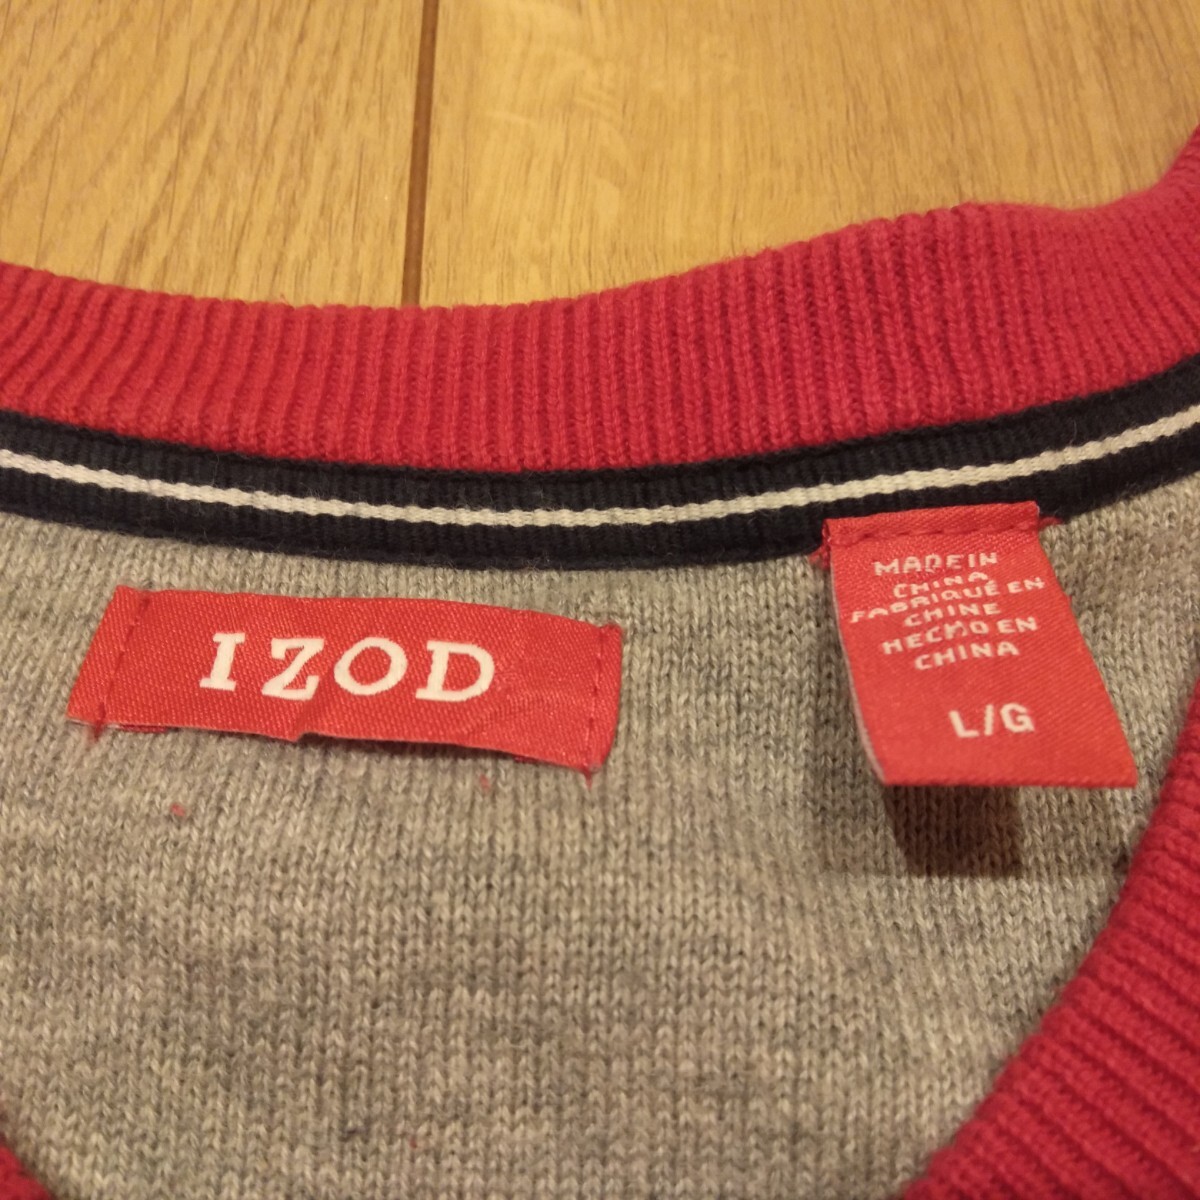 IZOD
MADE IN
CHINA
FABRIQUÉ EN
CHINE
HECHO EN
CHINA
L/G